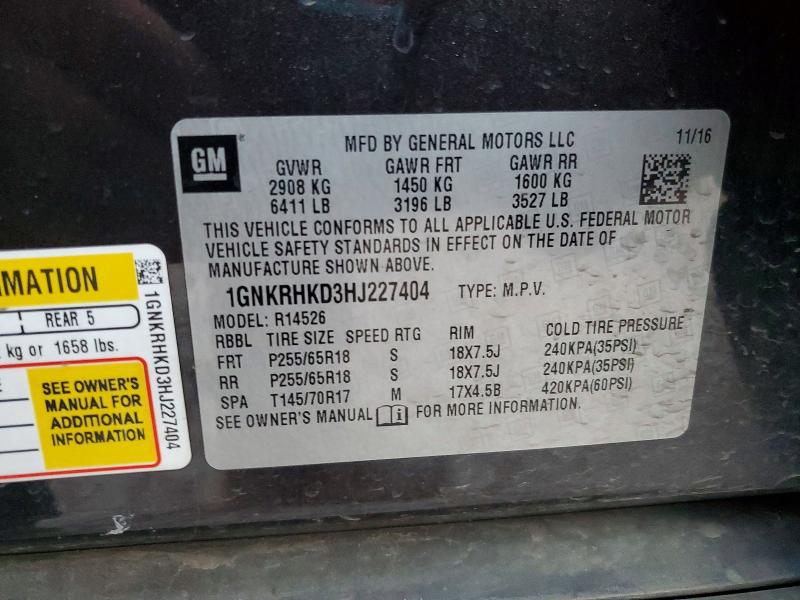 GM
MFD BY GENERAL MOTORS LLC
11/16
GVWR GAWR FRT GAWR RR
2908 KG 1450 KG 1600 KG
6411 LB 3196 LB 3527 LB
THIS VEHICLE CONFORMS TO ALL APPLICABLE U.S. FEDERAL MOTOR
VEHICLE SAFETY STANDARDS IN EFFECT ON THE DATE OF
MANUFACTURE SHOWN ABOVE.
1GNKRHKD3HJ227404 TYPE: M.P.V.
MODEL: R14526
RBBL TIRE SIZE SPEED RTG RIM COLD TIRE PRESSURE
FRT P255/65R18 S 18X7.5J 240KPA(35PSI)
RR P255/65R18 S 18X7.5J 240KPA(35PSI)
SPA T145/70R17 M 17X4.5B 420KPA(60PSI)
SEE OWNER'S MANUAL i FOR MORE INFORMATION.
MATION
REAR 5
kg or 1658 lbs.
SEE OWNER'S
MANUAL FOR
ADDITIONAL
INFORMATION
1GNKRHKD3HJ227404